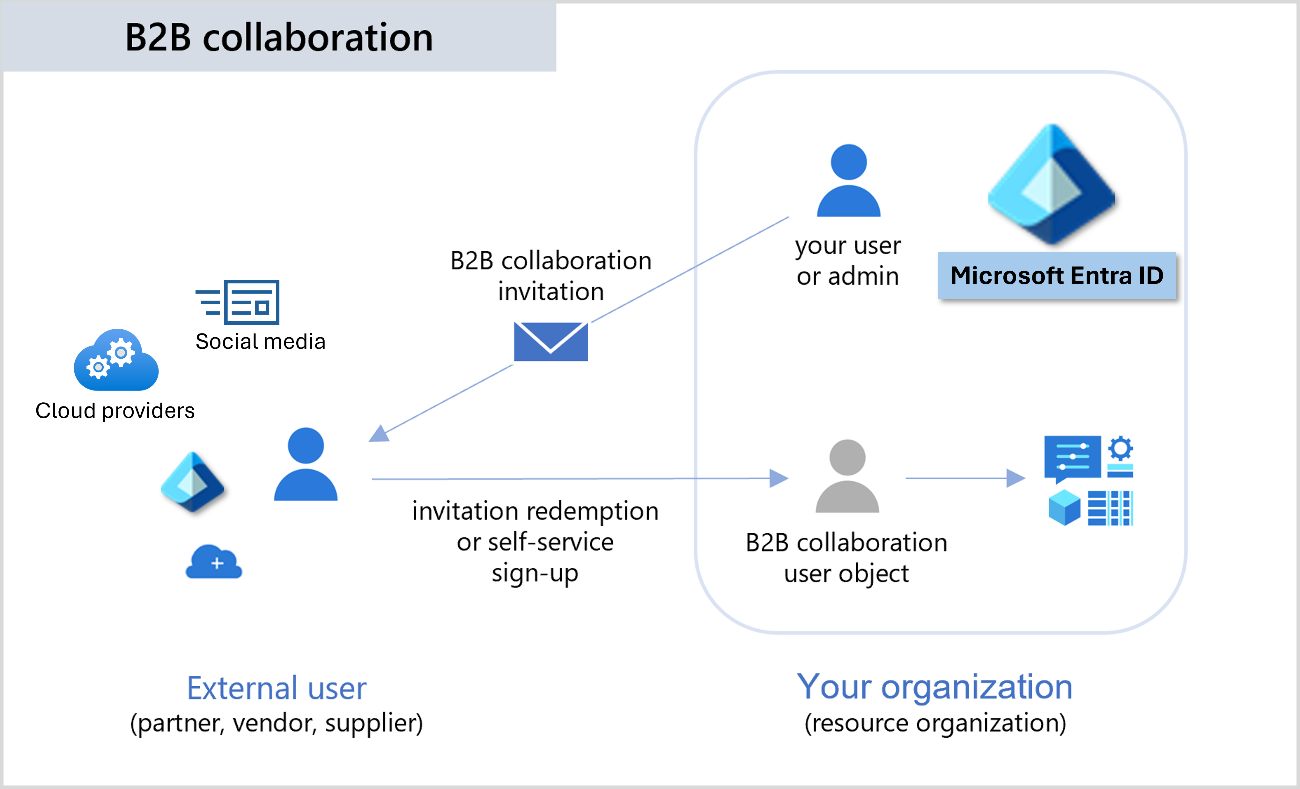 B2B collaboration
your user
or admin
Microsoft Entra ID
B2B collaboration
invitation
Social media
Cloud providers
invitation redemption
or self-service
sign-up
B2B collaboration
user object
External user
(partner, vendor, supplier)
Your organization
(resource organization)